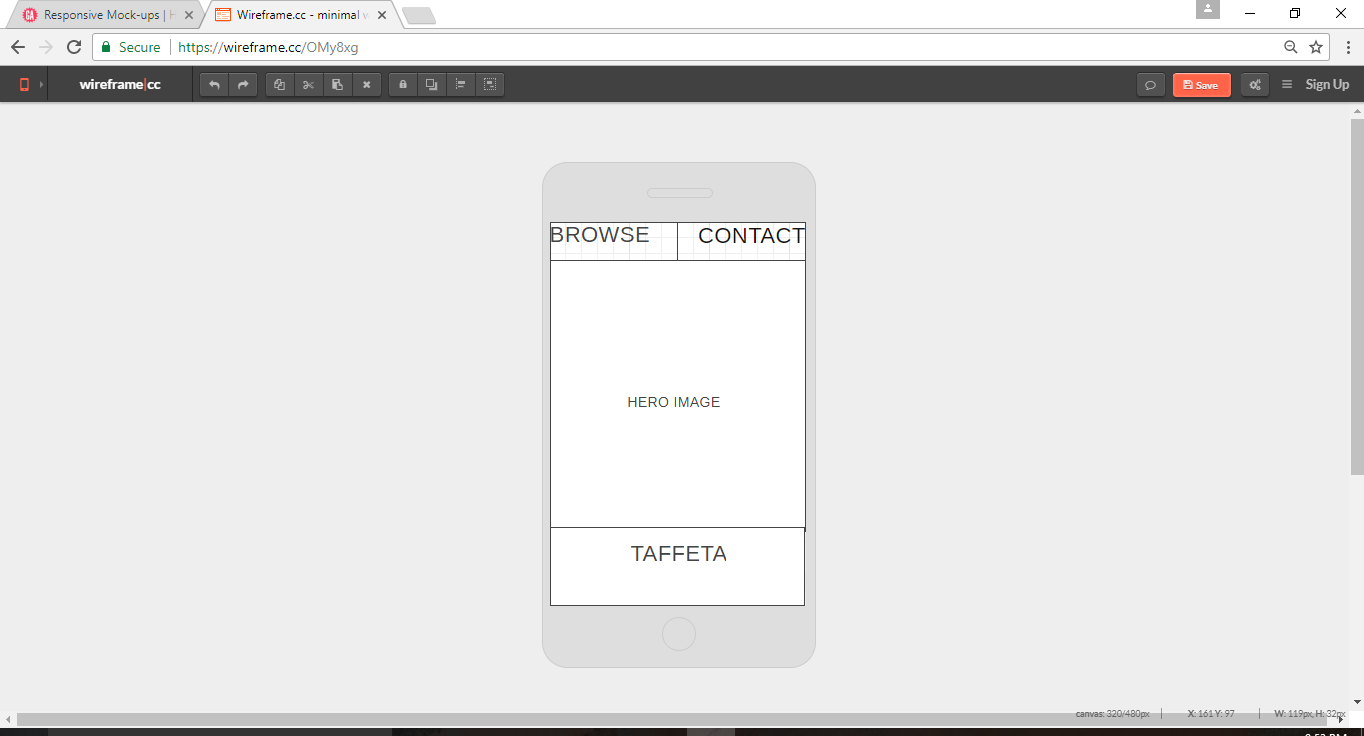 Responsive Mock-ups | H
Wireframe.cc - minimal w
Secure
https://wireframe.cc/OMy8xg
wireframe|cc
Save
Sign Up
BROWSE
CONTACT
HERO IMAGE
TAFFETA
canvas: 320/480px
X: 161 Y: 97
W: 119px, H: 32px